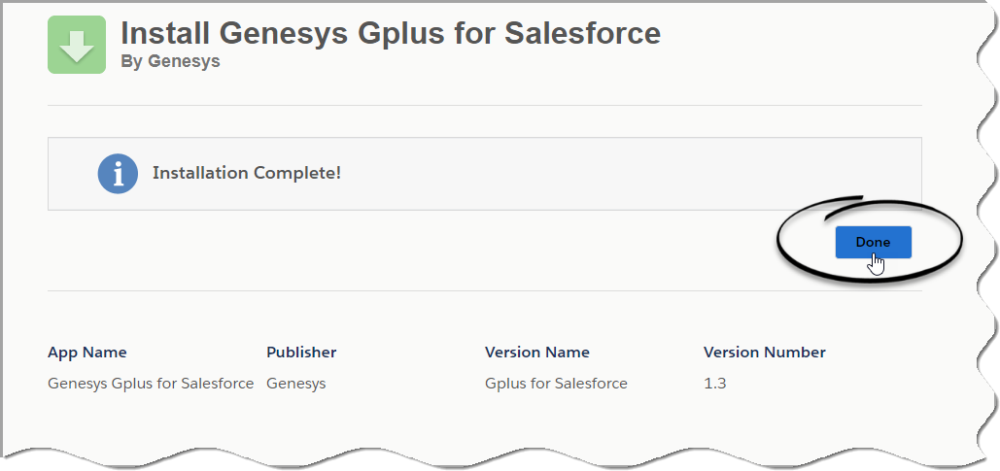 Install Genesys Gplus for Salesforce
By Genesys
Installation Complete!
Done
App Name Publisher Version Name Version Number
Genesys Gplus for Salesforce Genesys Gplus for Salesforce 1.3